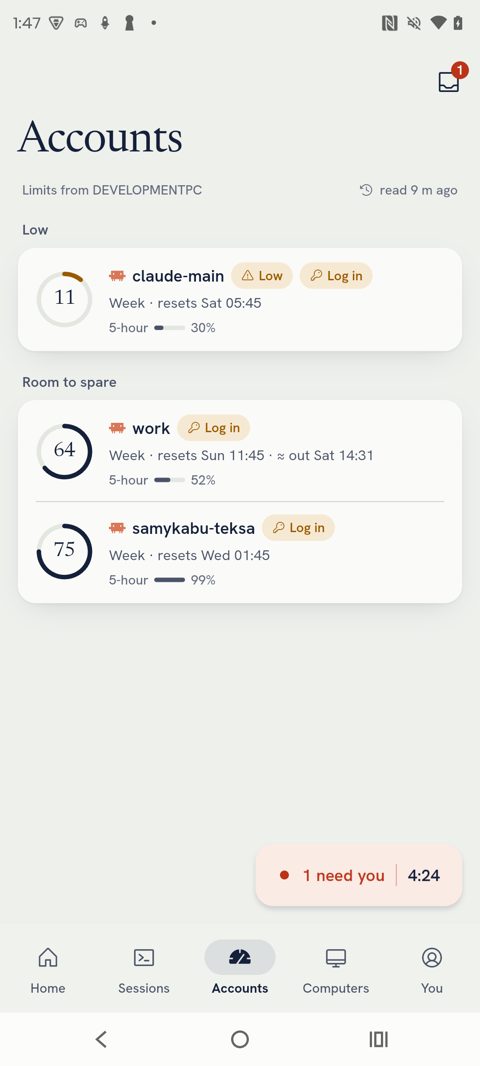 1:47
1
Accounts
Limits from DEVELOPMENTPC
read 9 m ago
Low
11
claude-main
Low
Log in
Week · resets Sat 05:45
5-hour 30%
Room to spare
64
work
Log in
Week · resets Sun 11:45 · ≈ out Sat 14:31
5-hour 52%
75
samykabu-teksa
Log in
Week · resets Wed 01:45
5-hour 99%
1 need you
4:24
Home
Sessions
Accounts
Computers
You